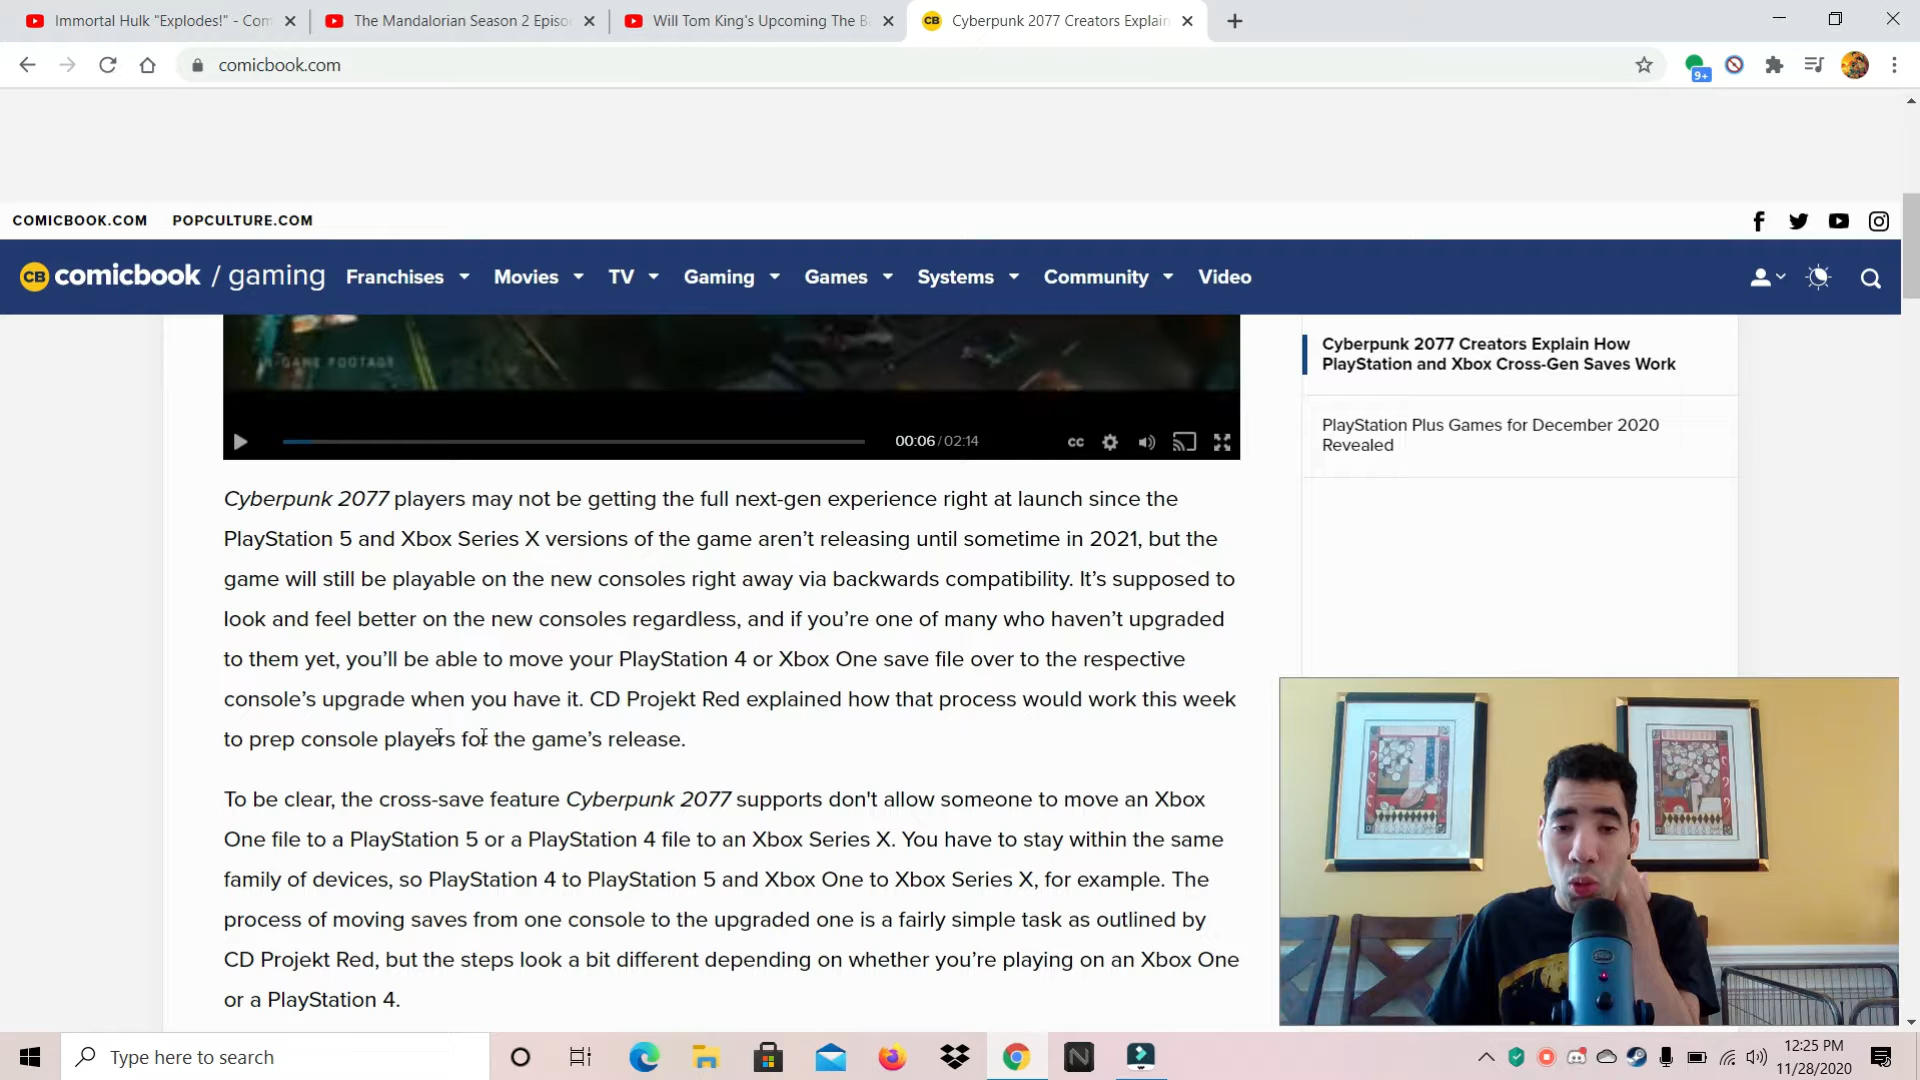 Immortal Hulk "Explodes!" - Com
The Mandalorian Season 2 Episo
Will Tom King's Upcoming The B
CB Cyberpunk 2077 Creators Explain
comicbook.com
9+
COMICBOOK.COM POPCULTURE.COM
CB comicbook / gaming Franchises Movies TV Gaming Games Systems Community Video
IN-GAME FOOTAGE
00:06 / 02:14 CC
Cyberpunk 2077 Creators Explain How
PlayStation and Xbox Cross-Gen Saves Work
PlayStation Plus Games for December 2020
Revealed
Cyberpunk 2077 players may not be getting the full next-gen experience right at launch since the
PlayStation 5 and Xbox Series X versions of the game aren’t releasing until sometime in 2021, but the
game will still be playable on the new consoles right away via backwards compatibility. It’s supposed to
look and feel better on the new consoles regardless, and if you’re one of many who haven’t upgraded
to them yet, you’ll be able to move your PlayStation 4 or Xbox One save file over to the respective
console’s upgrade when you have it. CD Projekt Red explained how that process would work this week
to prep console players for the game’s release.
To be clear, the cross-save feature Cyberpunk 2077 supports don't allow someone to move an Xbox
One file to a PlayStation 5 or a PlayStation 4 file to an Xbox Series X. You have to stay within the same
family of devices, so PlayStation 4 to PlayStation 5 and Xbox One to Xbox Series X, for example. The
process of moving saves from one console to the upgraded one is a fairly simple task as outlined by
CD Projekt Red, but the steps look a bit different depending on whether you’re playing on an Xbox One
or a PlayStation 4.
Type here to search
N
12:25 PM
11/28/2020